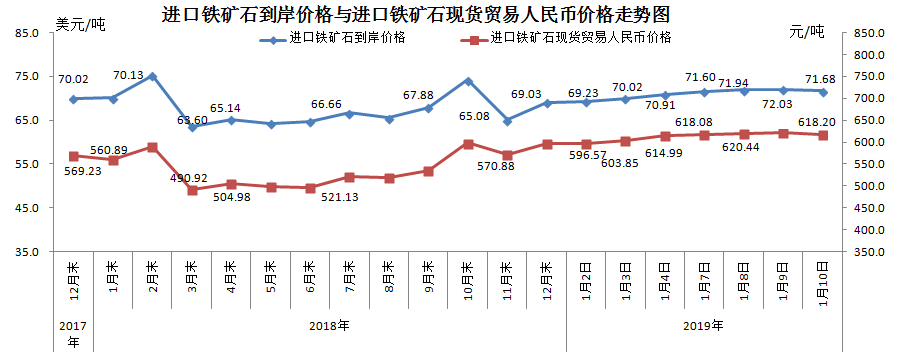 进口铁矿石到岸价格与进口铁矿石现货贸易人民币价格走势图
美元/吨
元/吨
进口铁矿石到岸价格
进口铁矿石现货贸易人民币价格
85.0
75.0
65.0
55.0
45.0
35.0
850.0
800.0
750.0
700.0
650.0
600.0
550.0
500.0
450.0
400.0
350.0
70.02
70.13
63.60
65.14
66.66
67.88
65.08
69.03
69.23
70.02
70.91
71.60
71.94
72.03
71.68
569.23
560.89
490.92
504.98
521.13
570.88
596.57
603.85
614.99
618.08
620.44
618.20
12月末
1月末
2月末
3月末
4月末
5月末
6月末
7月末
8月末
9月末
10月末
11月末
12月末
1月2日
1月3日
1月4日
1月7日
1月8日
1月9日
1月10日
2017
年
2018年
2019年